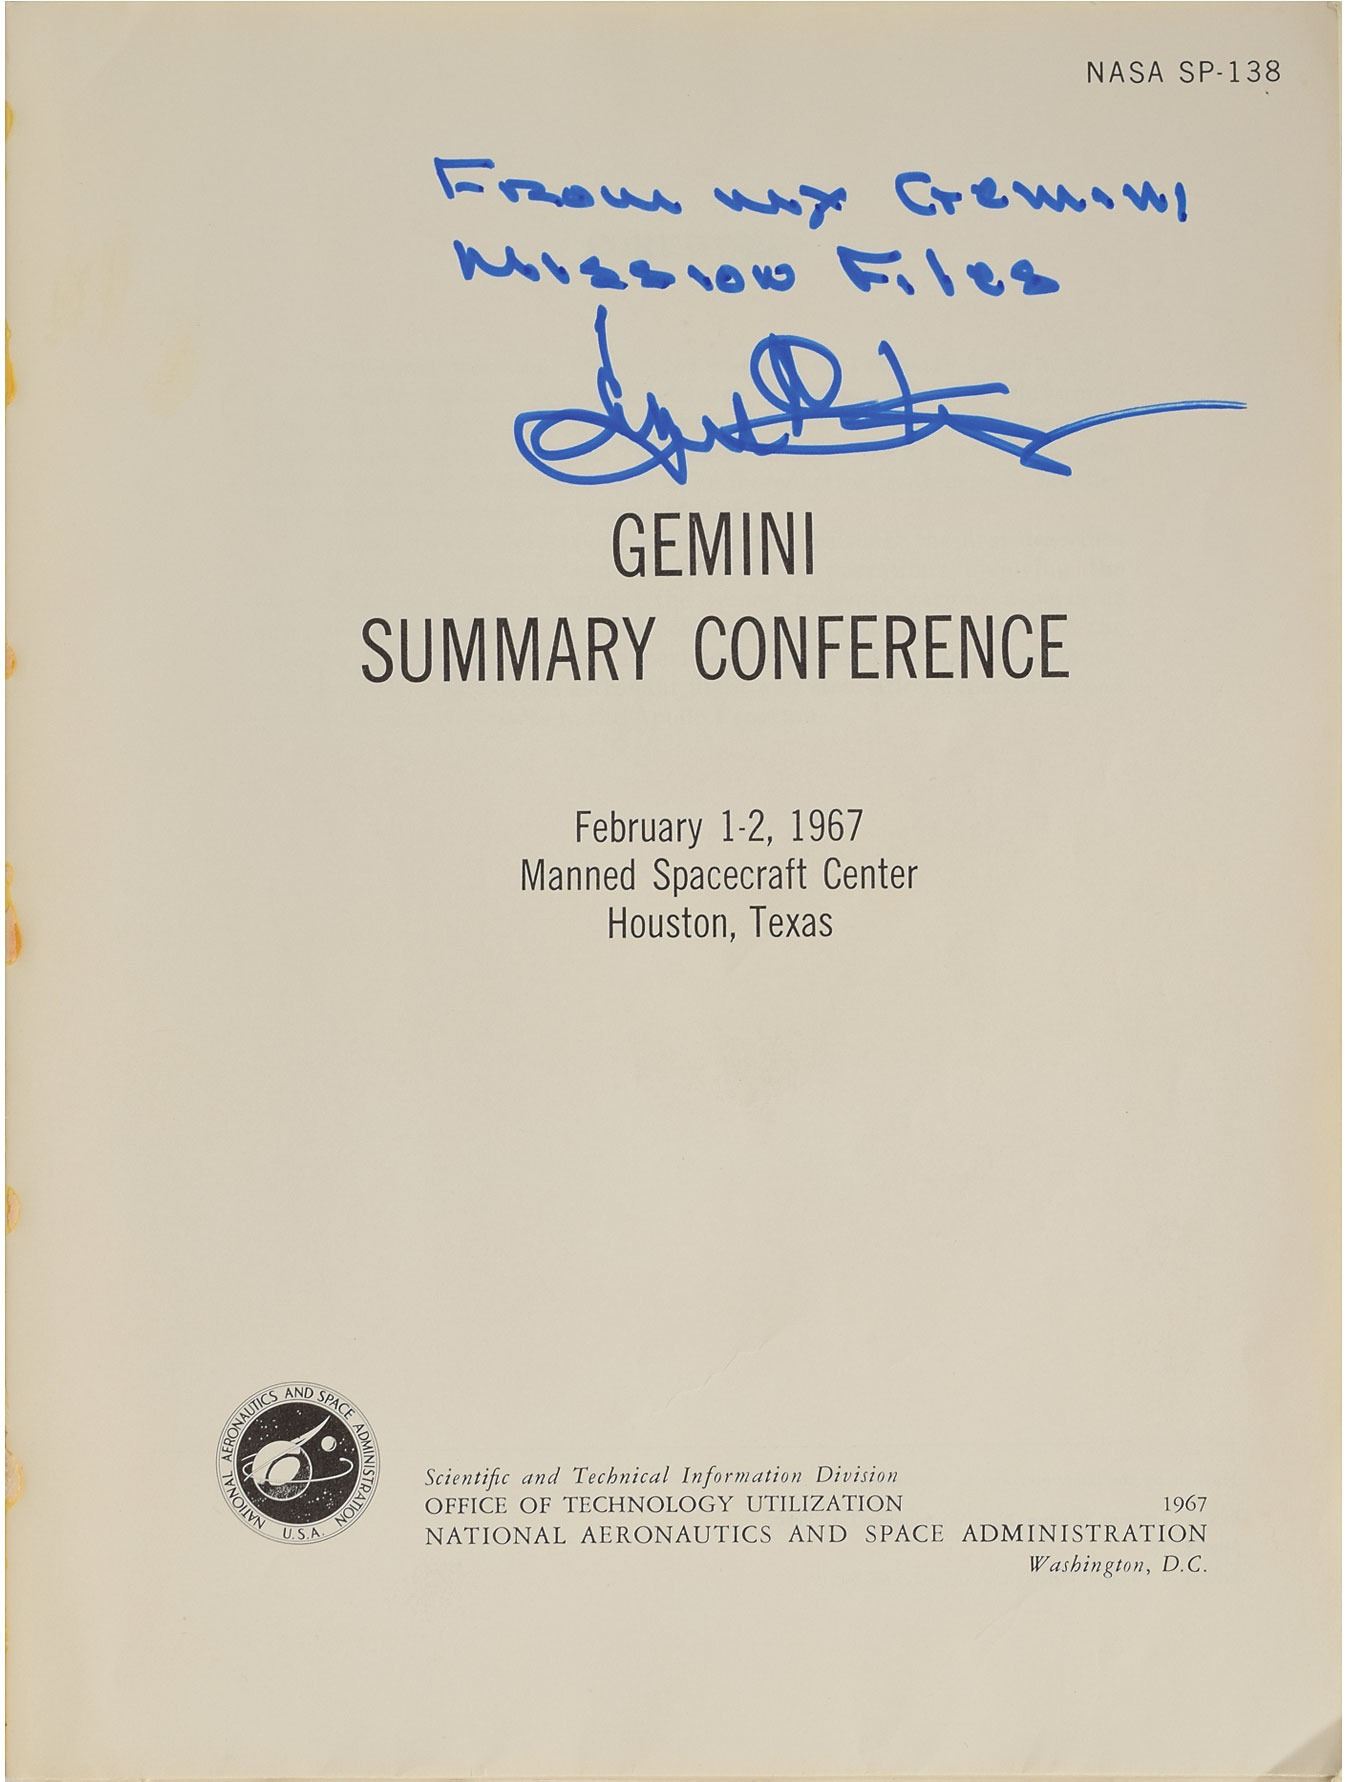 NASA SP-138
From my Gemini
Mission Files
GEMINI
SUMMARY CONFERENCE
February 1-2, 1967
Manned Spacecraft Center
Houston, Texas
NATIONAL AERONAUTICS AND SPACE ADMINISTRATION
U.S.A.
Scientific and Technical Information Division
OFFICE OF TECHNOLOGY UTILIZATION 1967
NATIONAL AERONAUTICS AND SPACE ADMINISTRATION
Washington, D.C.